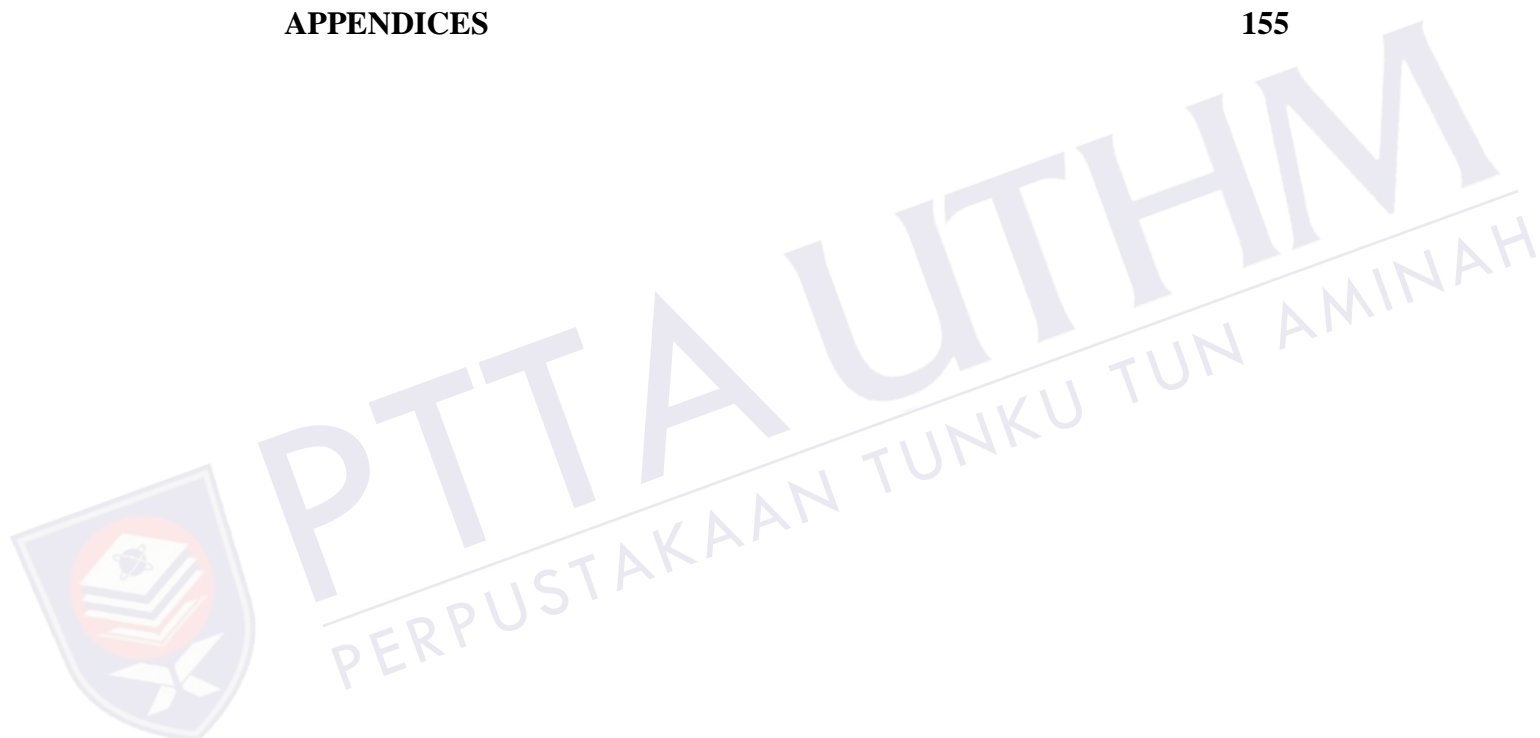 APPENDICES 155
PTTA UTHM
PERPUSTAKAAN TUNKU TUN AMINAH